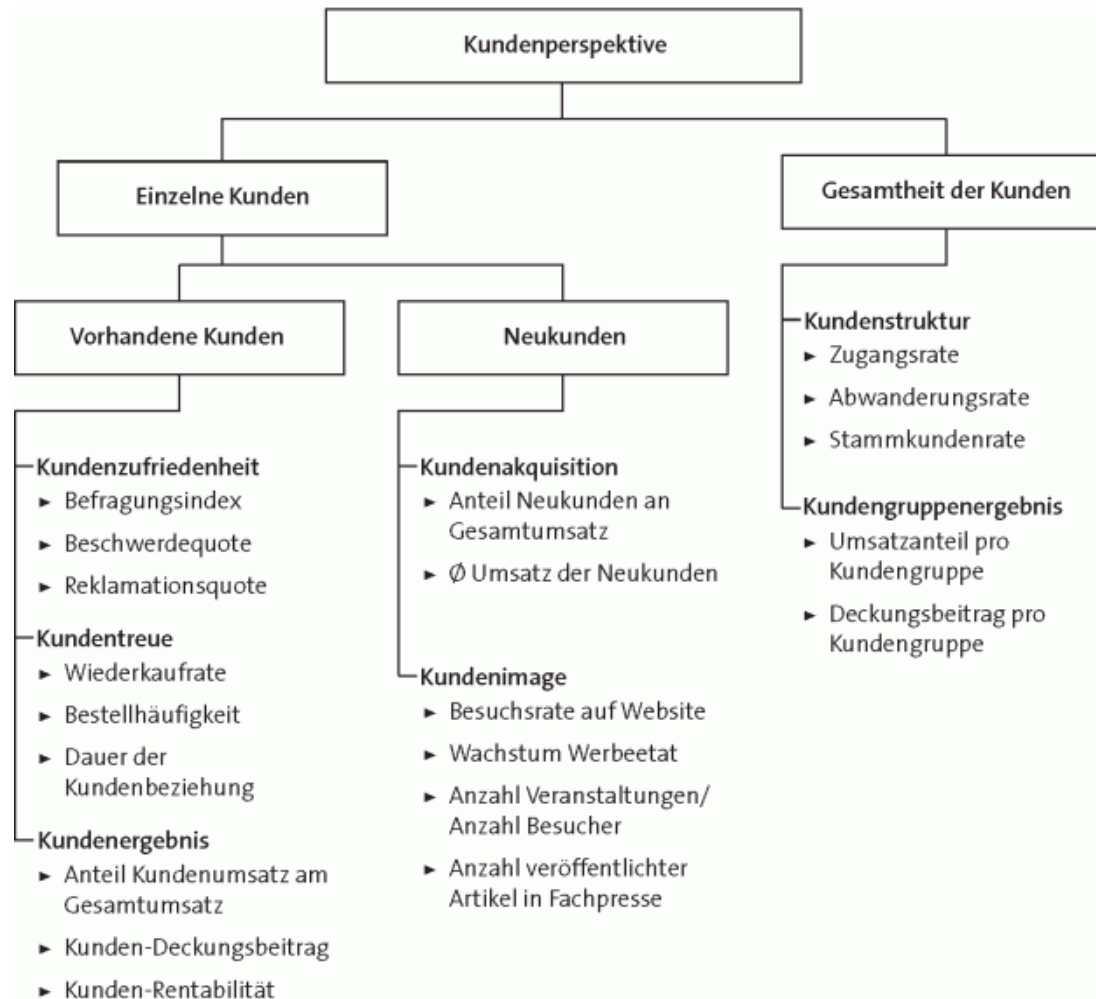 Kundenperspektive
Einzelne Kunden
Gesamtheit der Kunden
Vorhandene Kunden
Neukunden
Kundenzufriedenheit
► Befragungsindex
► Beschwerdequote
► Reklamationsquote
Kundentreue
► Wiederkaufrate
► Bestellhäufigkeit
► Dauer der
Kundenbeziehung
Kundenergebnis
► Anteil Kundenumsatz am
Gesamtumsatz
► Kunden-Deckungsbeitrag
► Kunden-Rentabilität
Kundenakquisition
► Anteil Neukunden an
Gesamtumsatz
► Ø Umsatz der Neukunden
Kundenimage
► Besuchsrate auf Website
► Wachstum Werbeetat
► Anzahl Veranstaltungen/
Anzahl Besucher
► Anzahl veröffentlichter
Artikel in Fachpresse
Kundenstruktur
► Zugangsrate
► Abwanderungsrate
► Stammkundenrate
Kundengruppenergebnis
► Umsatzanteil pro
Kundengruppe
► Deckungsbeitrag pro
Kundengruppe